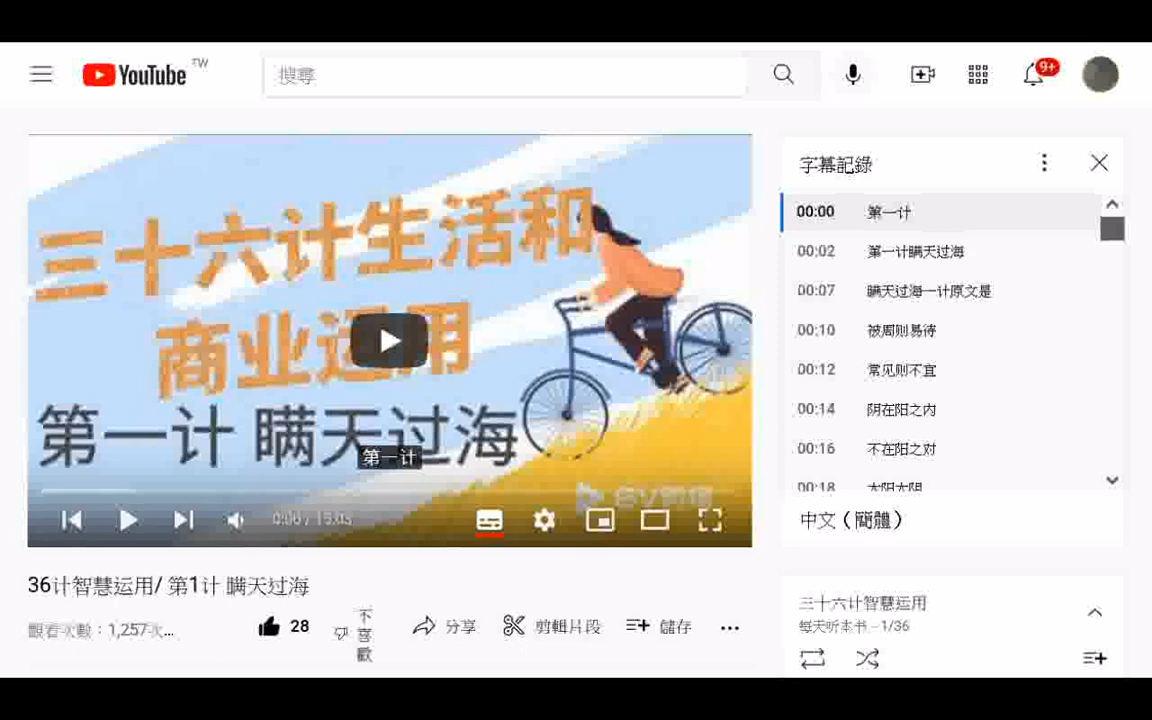 YouTube TW
搜尋
9+
三十六计生活和
商业运用
第一计 瞒天过海
第一计
0:00 / 15:05
36计智慧运用/ 第1计 瞒天过海
觀看次數：1,257次...
28
不喜歡
分享
剪輯片段
儲存
字幕記錄
00:00 第一计
00:02 第一计瞒天过海
00:07 瞒天过海一计原文是
00:10 被周则易待
00:12 常见则不宜
00:14 阴在阳之内
00:16 不在阳之对
00:18 太阳太阴
中文（簡體）
三十六计智慧运用
每天听本书 - 1/36